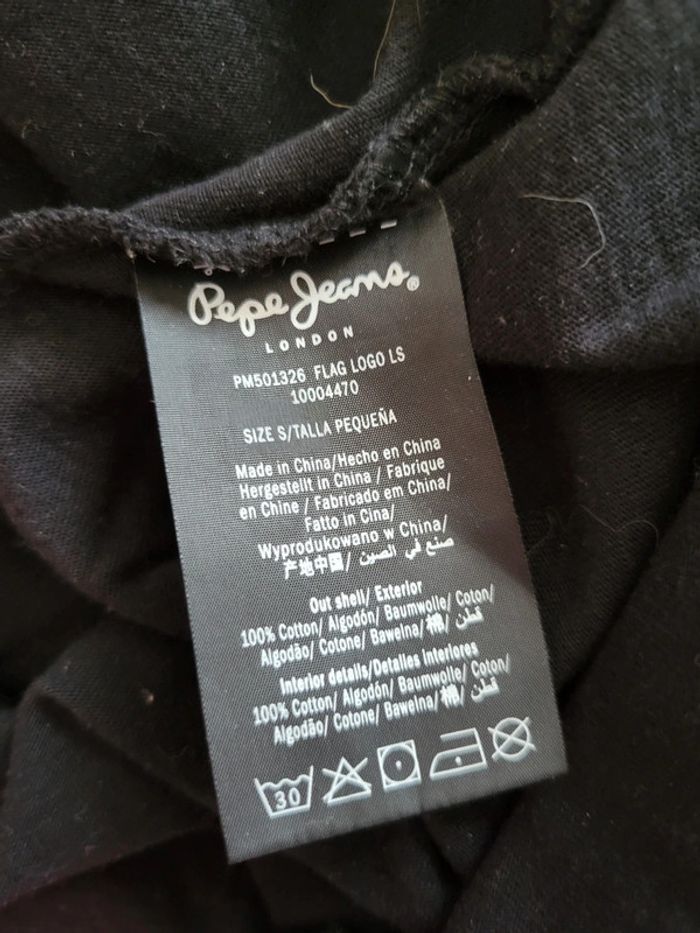 Pepe Jeans®
LONDON
PM501326 FLAG LOGO LS
10004470
SIZE S/TALLA PEQUEÑA
Made in China/Hecho en China
Hergestellt in China / Fabrique
en Chine / Fabricado em China/
Fatto in Cina/
Wyprodukowano w China/
产地中国/ صنع في الصين
Out shell/ Exterior
100% Cotton/ Algodón/ Baumwolle/ Coton/
Algodão/ Cotone/ Bawełna/ 棉/ قطن
Interior details/Detalles Interiores
100% Cotton/ Algodón/ Baumwolle/ Coton/
Algodão/ Cotone/ Bawełna/ 棉/ قطن
30